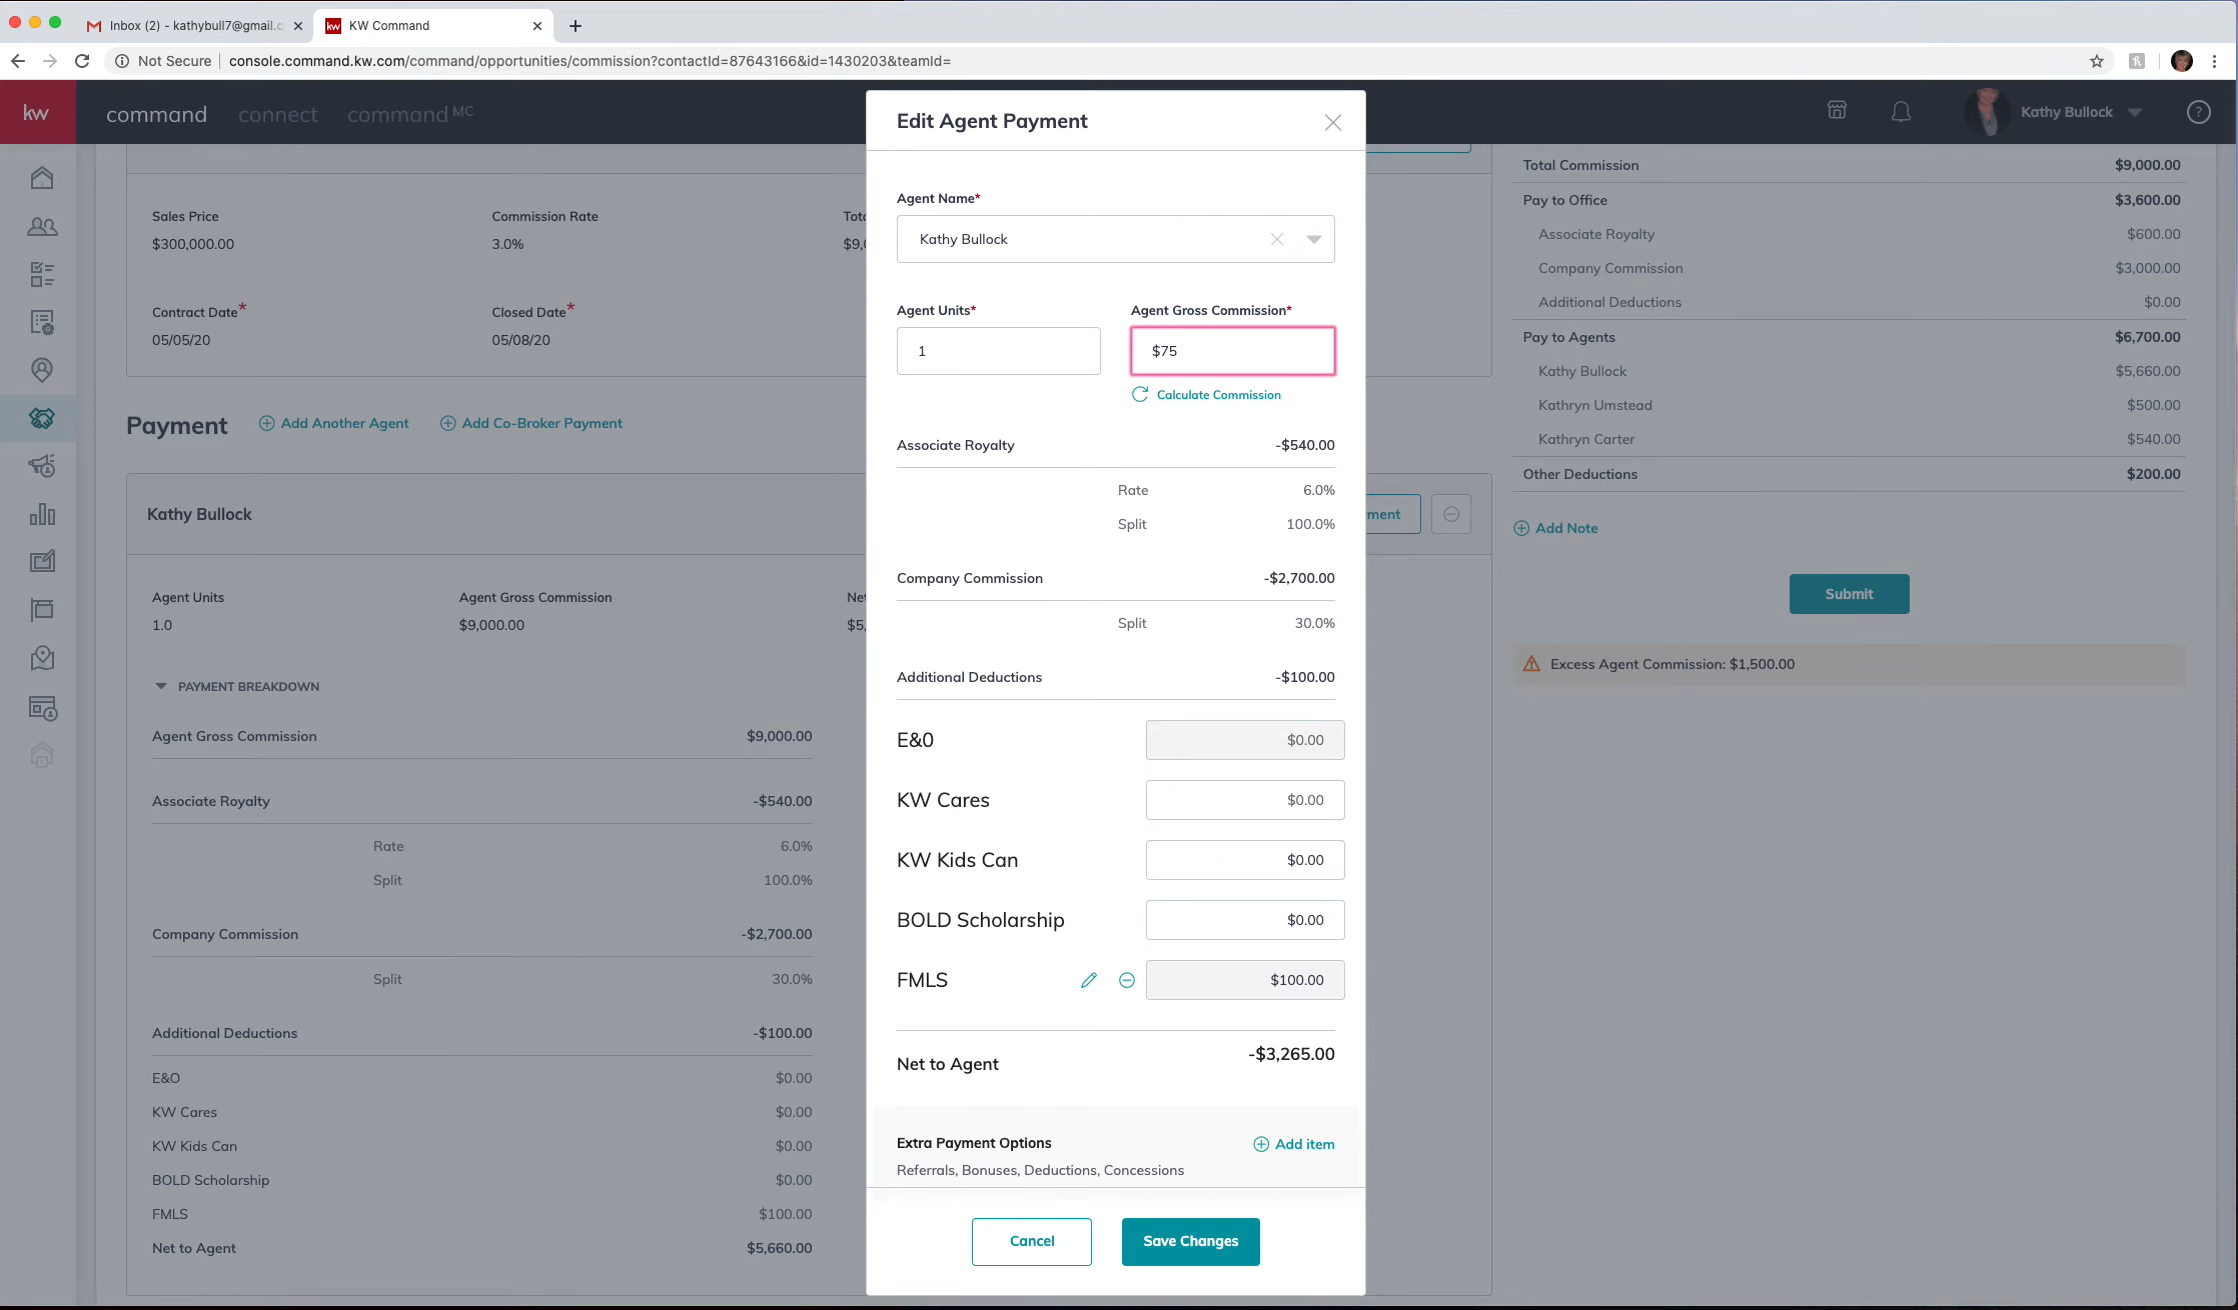 Inbox (2) - kathybull7@gmail.c
KW Command
Not Secure
console.command.kw.com/command/opportunities/commission?contactId=87643166&id=1430203&teamId=
kw
command
connect
command MC
Kathy Bullock
Sales Price
$300,000.00
Commission Rate
3.0%
Tota
$9,0
Contract Date*
05/05/20
Closed Date*
05/08/20
Payment
Add Another Agent
Add Co-Broker Payment
Kathy Bullock
Agent Units
1.0
Agent Gross Commission
$9,000.00
Net
$5,
PAYMENT BREAKDOWN
Agent Gross Commission $9,000.00
Associate Royalty -$540.00
Rate 6.0%
Split 100.0%
Company Commission -$2,700.00
Split 30.0%
Additional Deductions -$100.00
E&O $0.00
KW Cares $0.00
KW Kids Can $0.00
BOLD Scholarship $0.00
FMLS $100.00
Net to Agent $5,660.00
Edit Agent Payment
Agent Name*
Kathy Bullock
Agent Units*
1
Agent Gross Commission*
$75
Calculate Commission
Associate Royalty -$540.00
Rate 6.0%
Split 100.0%
Company Commission -$2,700.00
Split 30.0%
Additional Deductions -$100.00
E&0 $0.00
KW Cares $0.00
KW Kids Can $0.00
BOLD Scholarship $0.00
FMLS $100.00
Net to Agent -$3,265.00
Extra Payment Options
Add item
Referrals, Bonuses, Deductions, Concessions
Cancel
Save Changes
ment
Total Commission $9,000.00
Pay to Office $3,600.00
Associate Royalty $600.00
Company Commission $3,000.00
Additional Deductions $0.00
Pay to Agents $6,700.00
Kathy Bullock $5,660.00
Kathryn Umstead $500.00
Kathryn Carter $540.00
Other Deductions $200.00
Add Note
Submit
Excess Agent Commission: $1,500.00